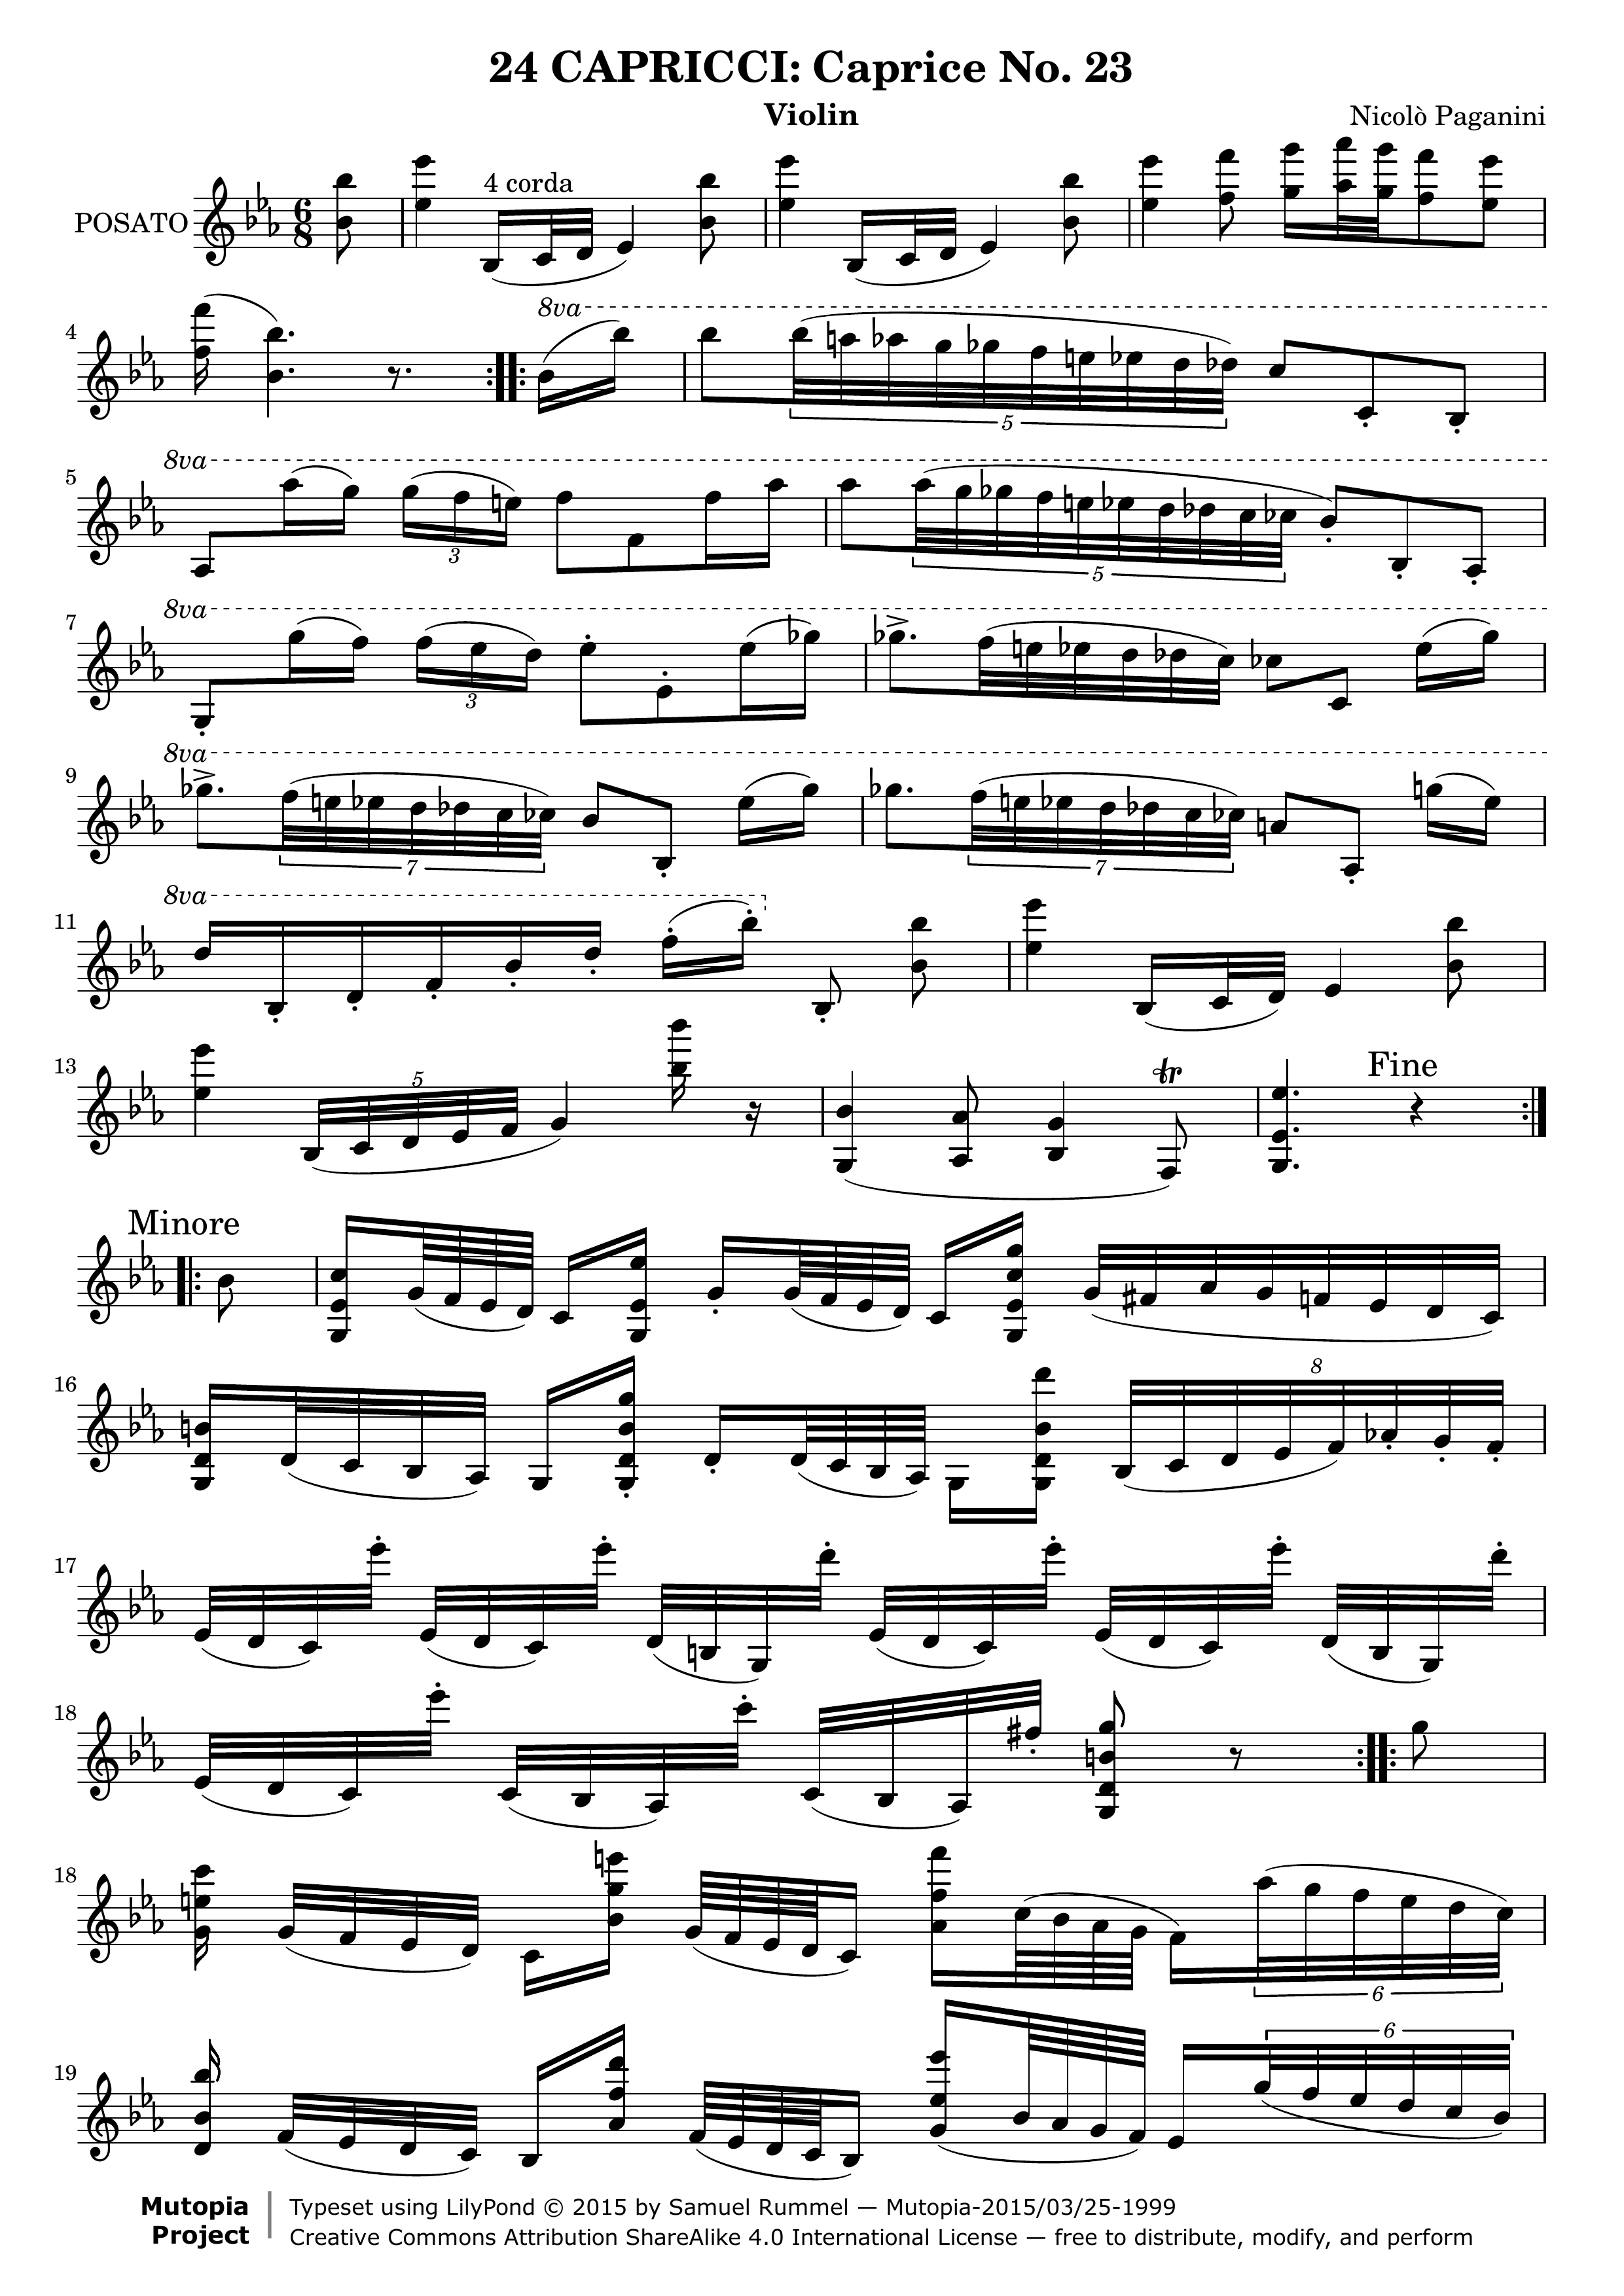 24 CAPRICCI: Caprice No. 23
Violin
Nicolò Paganini
POSATO
6
8
4 corda
4
8va
5
5
8va
3
5
7
8va
3
9
8va
7
7
11
8va
13
5
tr
Fine
Minore
16
8
17
18
18
6
19
6
Mutopia Project
Typeset using LilyPond © 2015 by Samuel Rummel — Mutopia-2015/03/25-1999
Creative Commons Attribution ShareAlike 4.0 International License — free to distribute, modify, and perform